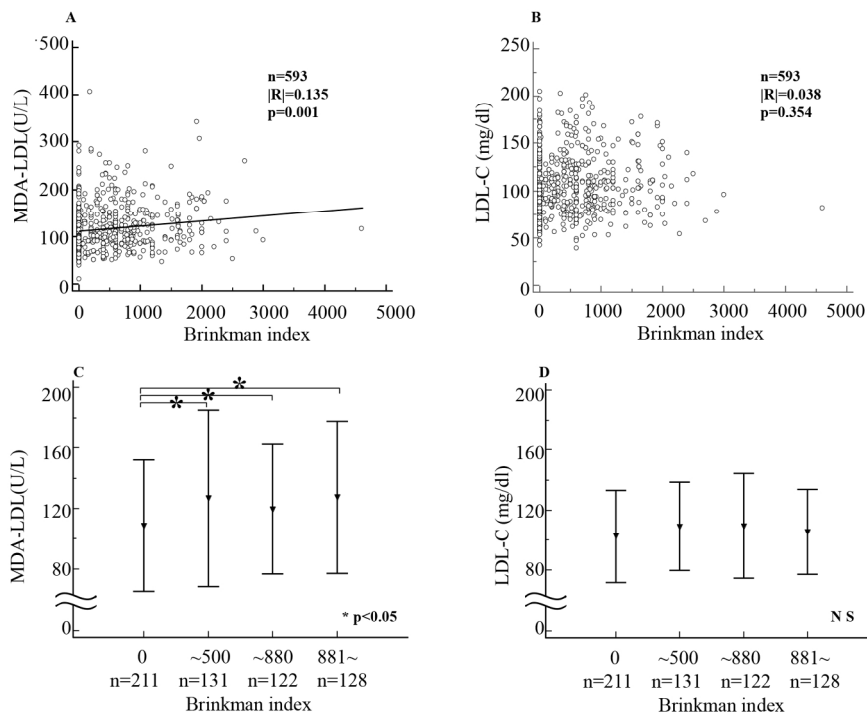 A
MDA-LDL(U/L)
500
400
300
200
100
0
n=593
|R|=0.135
p=0.001
0 1000 2000 3000 4000 5000
Brinkman index
B
LDL-C (mg/dl)
250
200
150
100
50
0
n=593
|R|=0.038
p=0.354
0 1000 2000 3000 4000 5000
Brinkman index
C
MDA-LDL(U/L)
200
160
120
80
0
* * *
* p<0.05
0 ~500 ~880 881~
n=211 n=131 n=122 n=128
Brinkman index
D
LDL-C (mg/dl)
200
160
120
80
0
N S
0 ~500 ~880 881~
n=211 n=131 n=122 n=128
Brinkman index